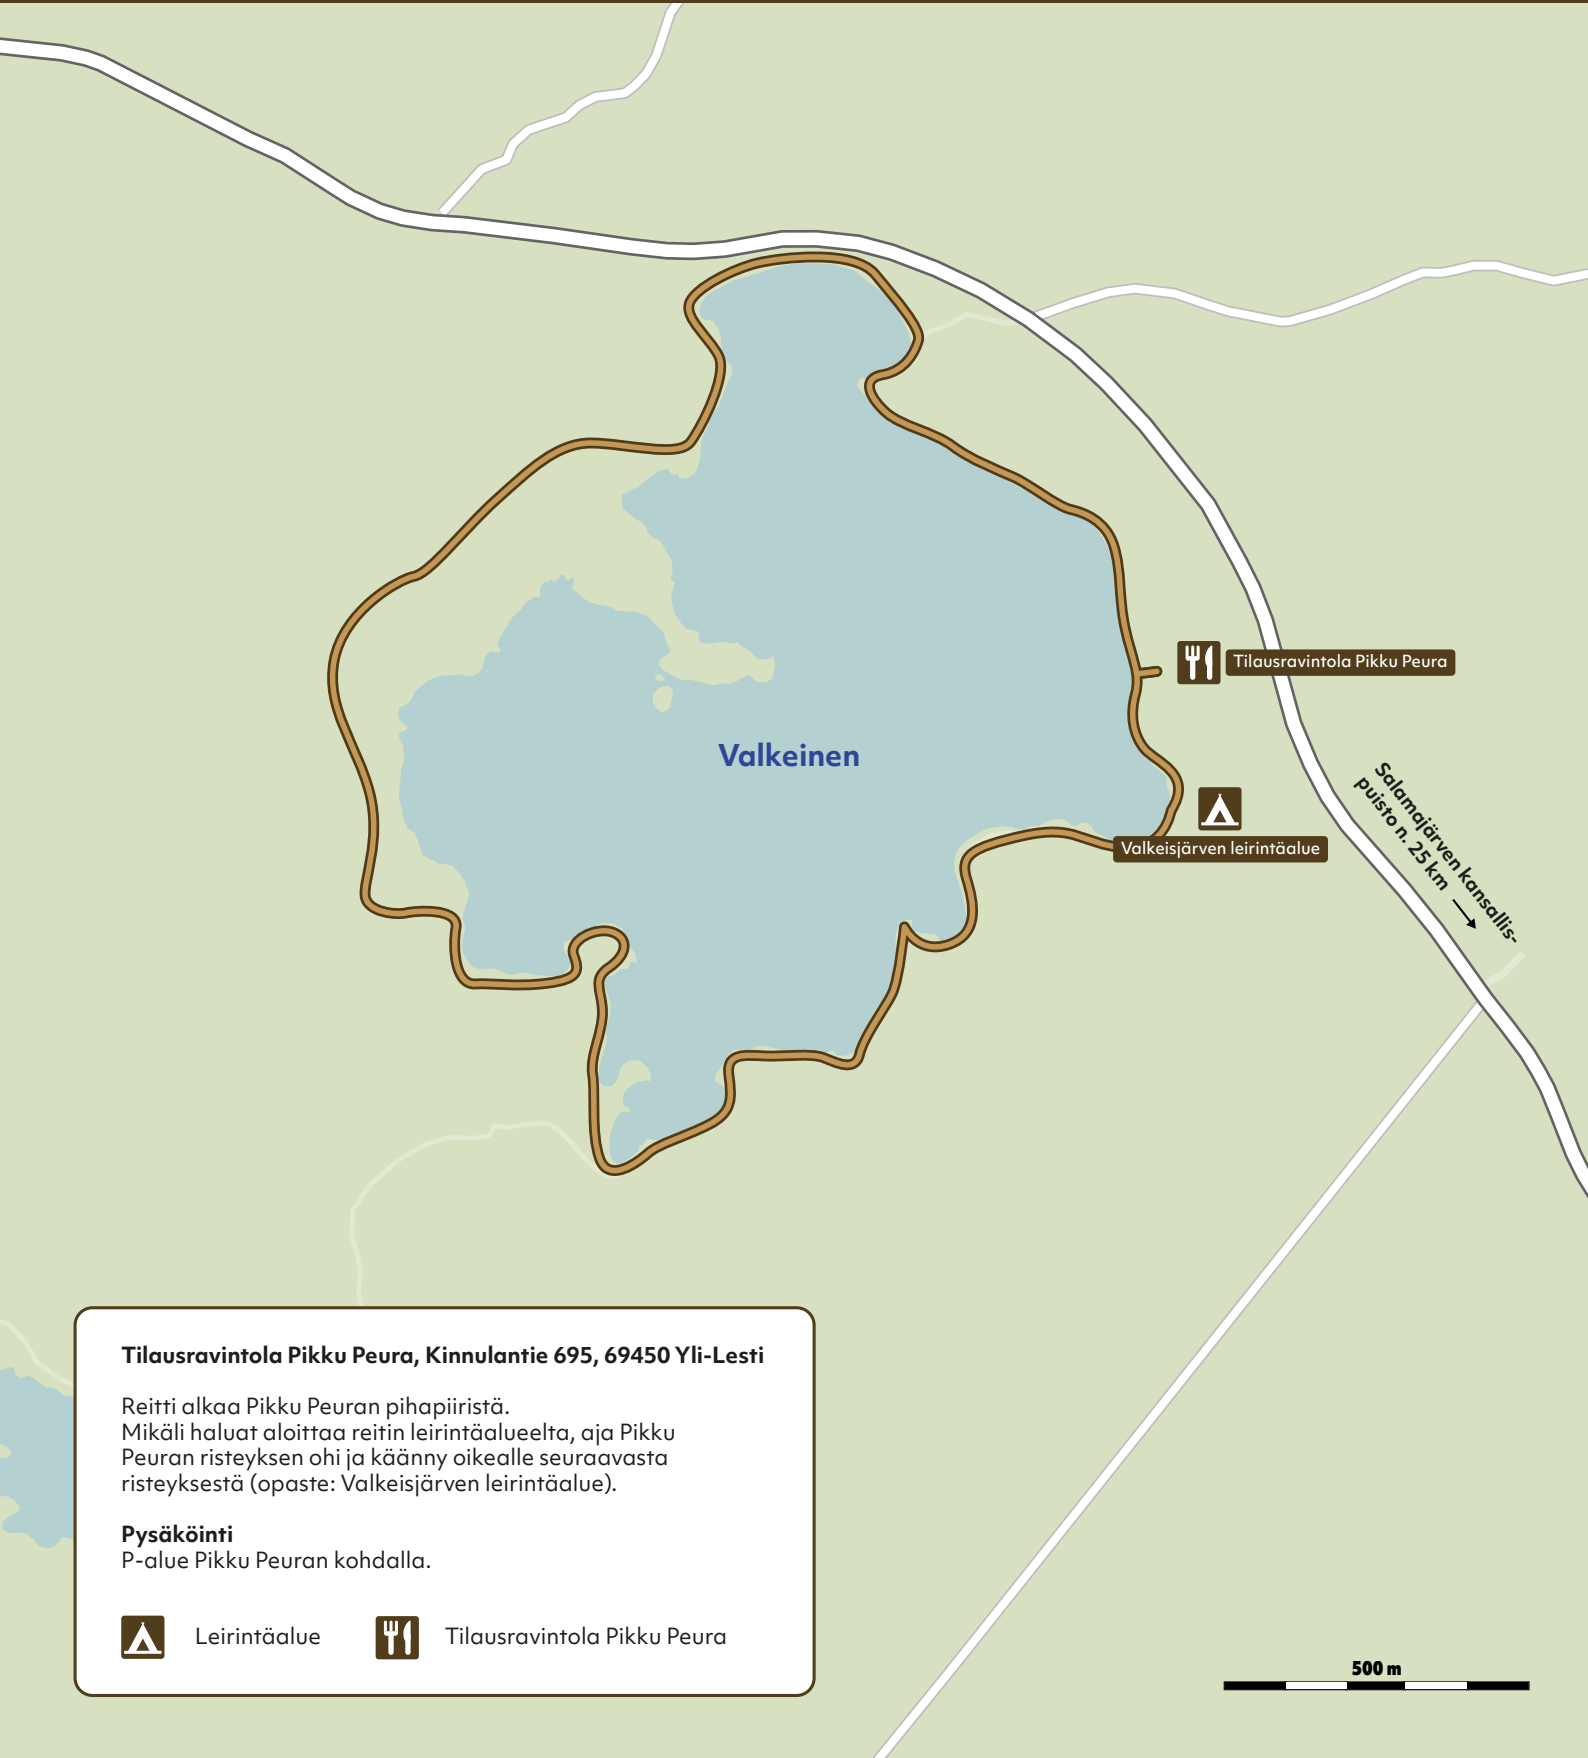 Tilausravintola Pikku Peura
Valkeinen
Salamajärven kansallis-
puisto n. 25 km
Valkeisjärven leirintäalue
Tilausravintola Pikku Peura, Kinnulantie 695, 69450 Yli-Lesti
Reitti alkaa Pikku Peuran pihapiiristä.
Mikäli haluat aloittaa reitin leirintäalueelta, aja Pikku
Peuran risteyksen ohi ja käänny oikealle seuraavasta
risteyksestä (opaste: Valkeisjärven leirintäalue).
Pysäköinti
P-alue Pikku Peuran kohdalla.
Leirintäalue
Tilausravintola Pikku Peura
500 m